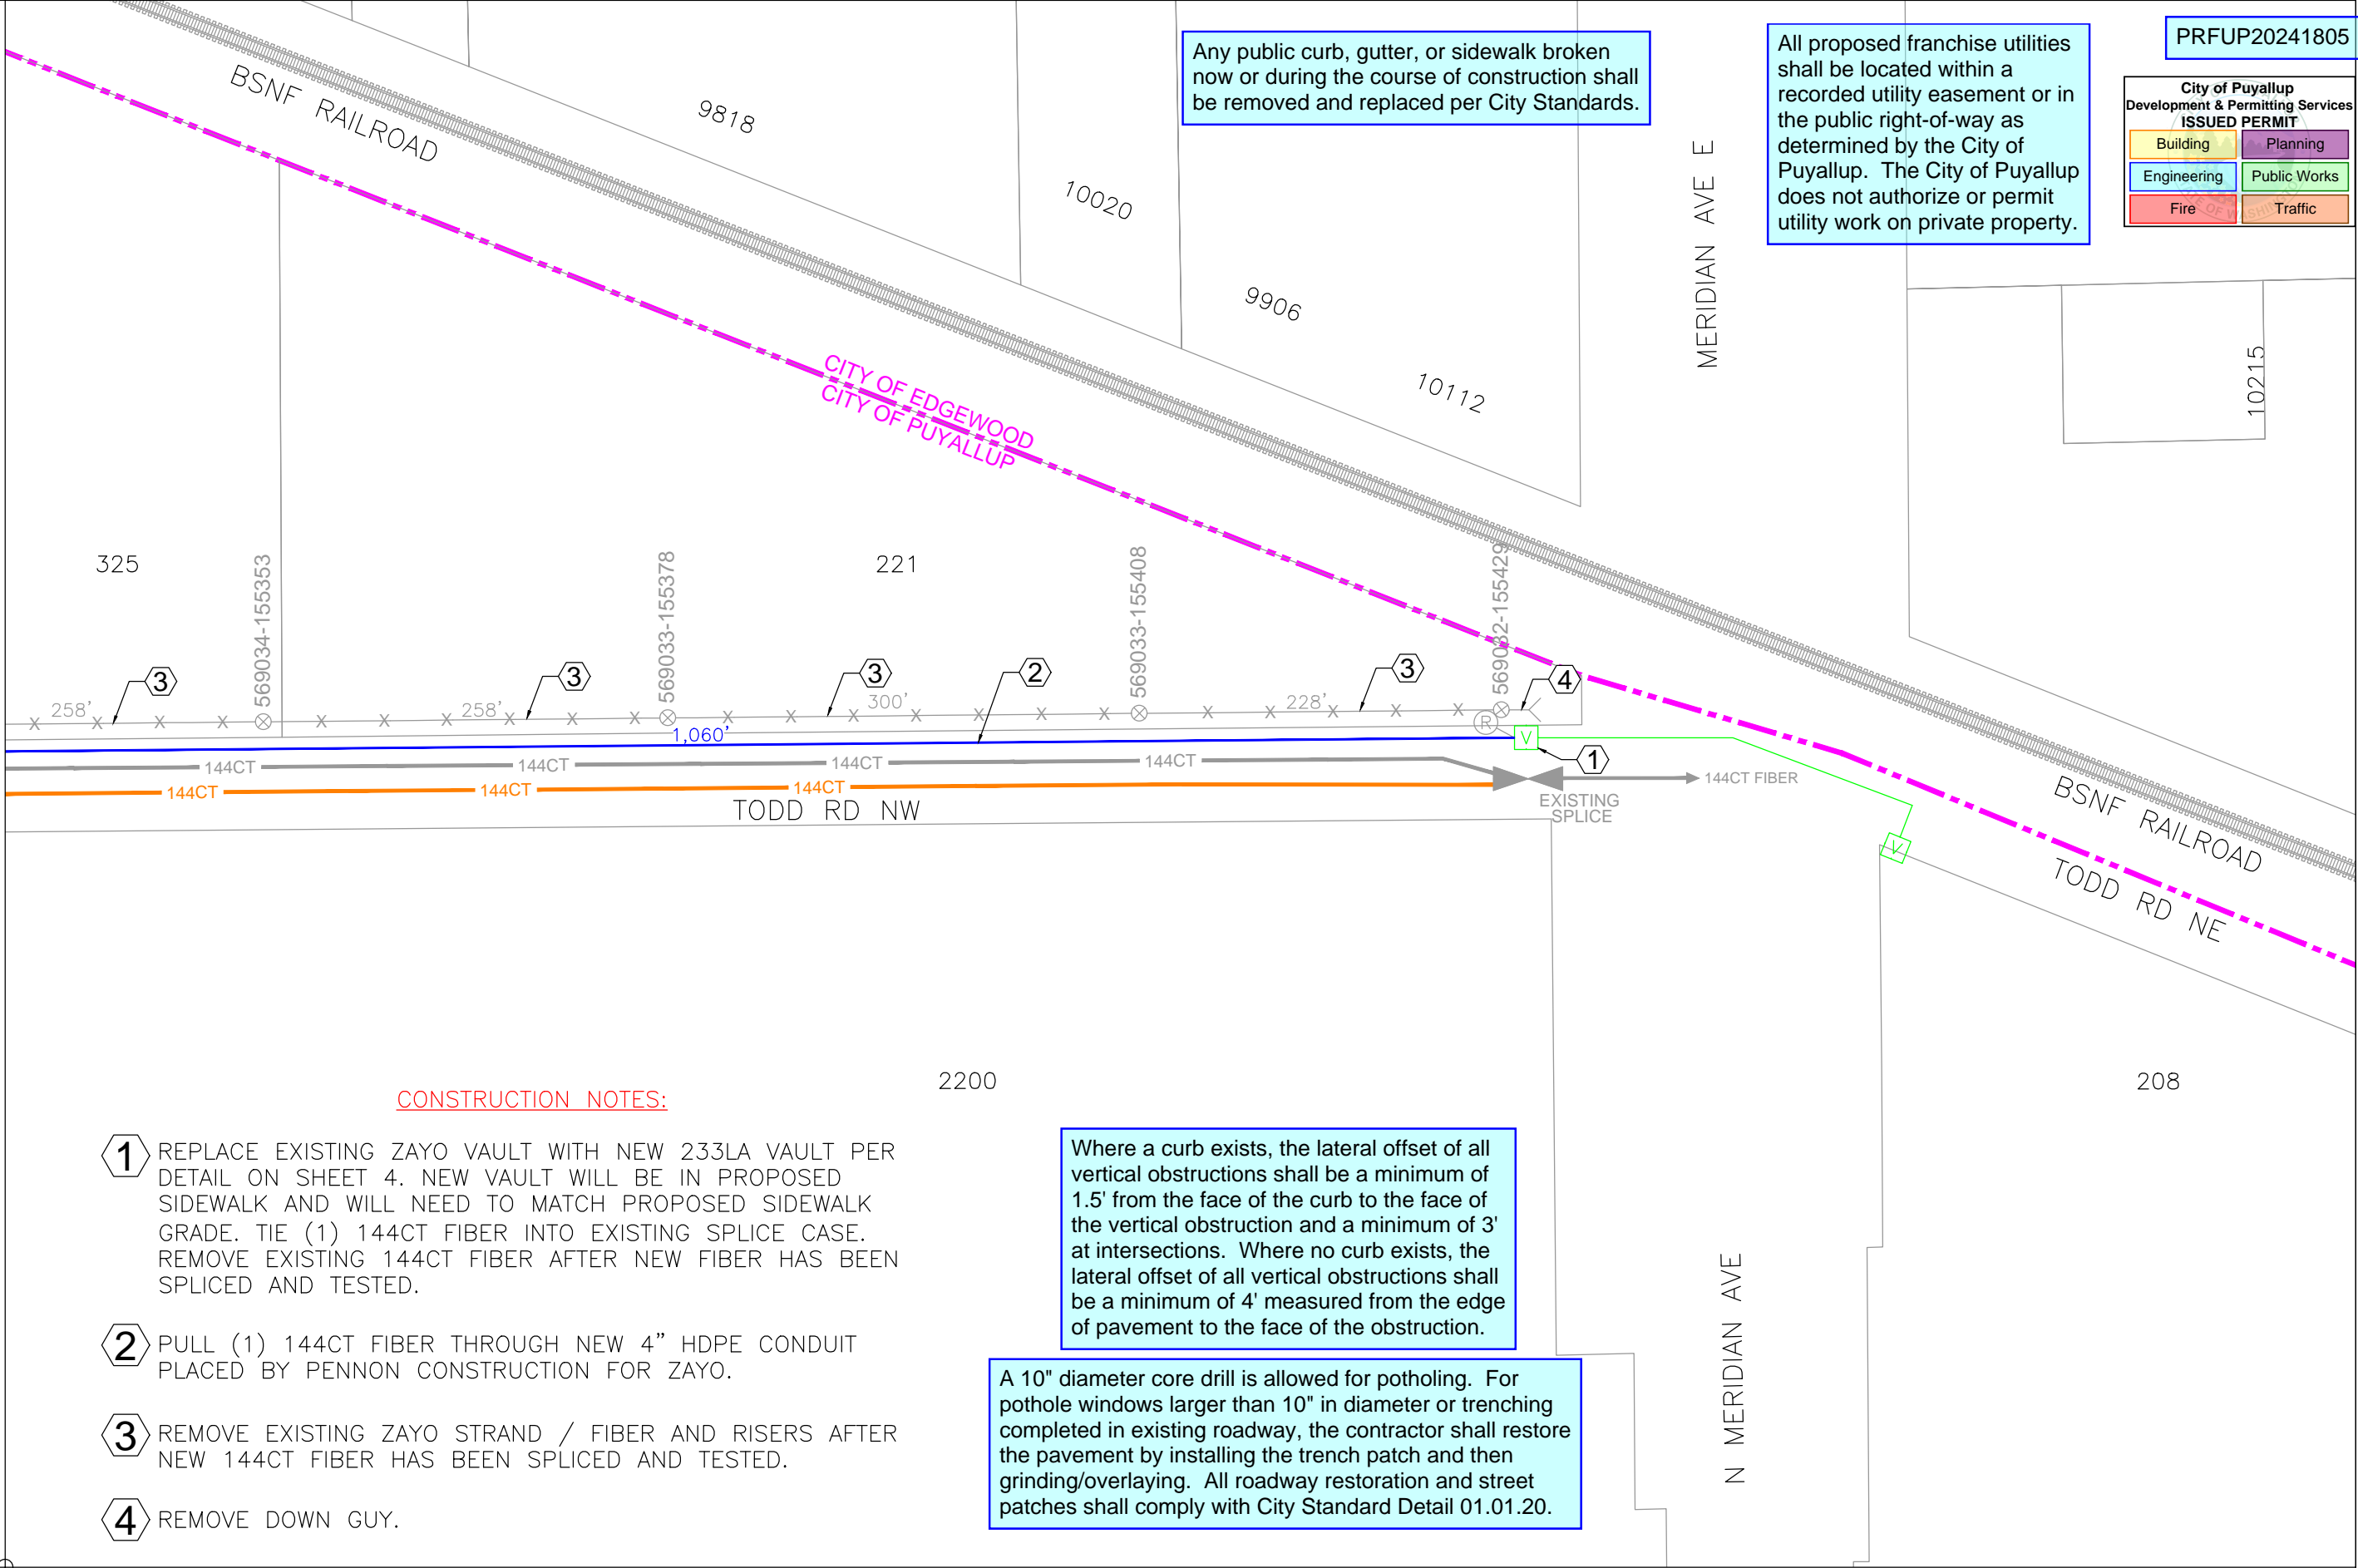 PRFUP20241805
City of Puyallup
Development & Permitting Services
ISSUED PERMIT
Building
Planning
Engineering
Public Works
Fire
Traffic
Any public curb, gutter, or sidewalk broken
now or during the course of construction shall
be removed and replaced per City Standards.
All proposed franchise utilities
shall be located within a
recorded utility easement or in
the public right-of-way as
determined by the City of
Puyallup. The City of Puyallup
does not authorize or permit
utility work on private property.
BSNF RAILROAD
9818
10020
9906
10112
MERIDIAN AVE E
10215
CITY OF EDGEWOOD
CITY OF PUYALLUP
325
221
569034-155353
569033-155378
569033-155408
569032-155429
3
3
3
2
3
4
258'
258'
300'
228'
R
1,060'
V
1
144CT
144CT
144CT
144CT
144CT FIBER
144CT
144CT
144CT
EXISTING
SPLICE
TODD RD NW
V
BSNF RAILROAD
TODD RD NE
2200
208
N MERIDIAN AVE
CONSTRUCTION NOTES:
1 REPLACE EXISTING ZAYO VAULT WITH NEW 233LA VAULT PER
DETAIL ON SHEET 4. NEW VAULT WILL BE IN PROPOSED
SIDEWALK AND WILL NEED TO MATCH PROPOSED SIDEWALK
GRADE. TIE (1) 144CT FIBER INTO EXISTING SPLICE CASE.
REMOVE EXISTING 144CT FIBER AFTER NEW FIBER HAS BEEN
SPLICED AND TESTED.
2 PULL (1) 144CT FIBER THROUGH NEW 4" HDPE CONDUIT
PLACED BY PENNON CONSTRUCTION FOR ZAYO.
3 REMOVE EXISTING ZAYO STRAND / FIBER AND RISERS AFTER
NEW 144CT FIBER HAS BEEN SPLICED AND TESTED.
4 REMOVE DOWN GUY.
Where a curb exists, the lateral offset of all
vertical obstructions shall be a minimum of
1.5' from the face of the curb to the face of
the vertical obstruction and a minimum of 3'
at intersections. Where no curb exists, the
lateral offset of all vertical obstructions shall
be a minimum of 4' measured from the edge
of pavement to the face of the obstruction.
A 10" diameter core drill is allowed for potholing. For
pothole windows larger than 10" in diameter or trenching
completed in existing roadway, the contractor shall restore
the pavement by installing the trench patch and then
grinding/overlaying. All roadway restoration and street
patches shall comply with City Standard Detail 01.01.20.